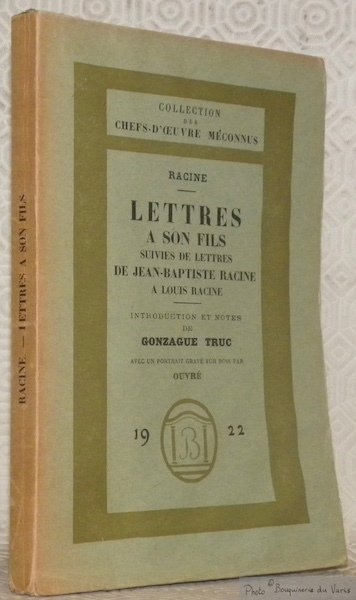 COLLECTION
DES
CHEFS-D'ŒUVRE MÉCONNUS
RACINE
LETTRES
A SON FILS
SUIVIES DE LETTRES
DE JEAN-BAPTISTE RACINE
A LOUIS RACINE
INTRODUCTION ET NOTES
DE
GONZAGUE TRUC
AVEC UN PORTRAIT GRAVÉ SUR BOIS PAR
OUVRÉ
19 B 22
RACINE — LETTRES A SON FILS
Photo © Bouquinerie du Varis